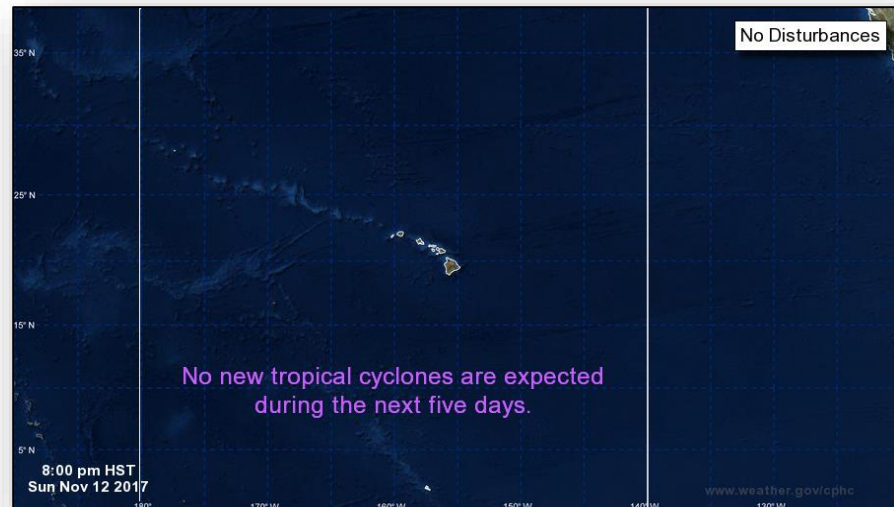 No Disturbances
35° N
25° N
15° N
No new tropical cyclones are expected
during the next five days.
5° N
8:00 pm HST
Sun Nov 12 2017
www.weather.gov/cphc
180°
170° W
160° W
150° W
140° W
130° W